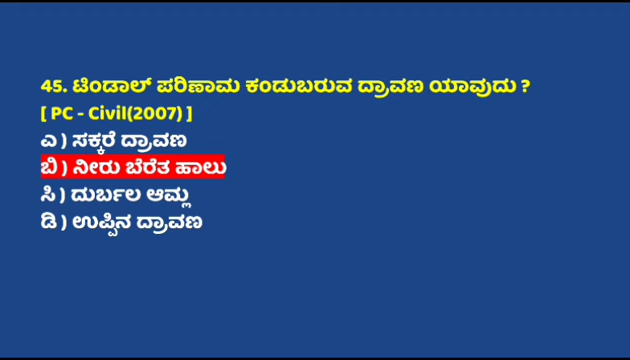 45. ಟಿಂಡಾಲ್ ಪರಿಣಾಮ ಕಂಡುಬರುವ ದ್ರಾವಣ ಯಾವುದು ?
[ PC - Civil(2007) ]
ಎ ) ಸಕ್ಕರೆ ದ್ರಾವಣ
ಬಿ ) ನೀರು ಬೆರೆತ ಹಾಲು
ಸಿ ) ದುರ್ಬಲ ಆಮ್ಲ
ಡಿ ) ಉಪ್ಪಿನ ದ್ರಾವಣ